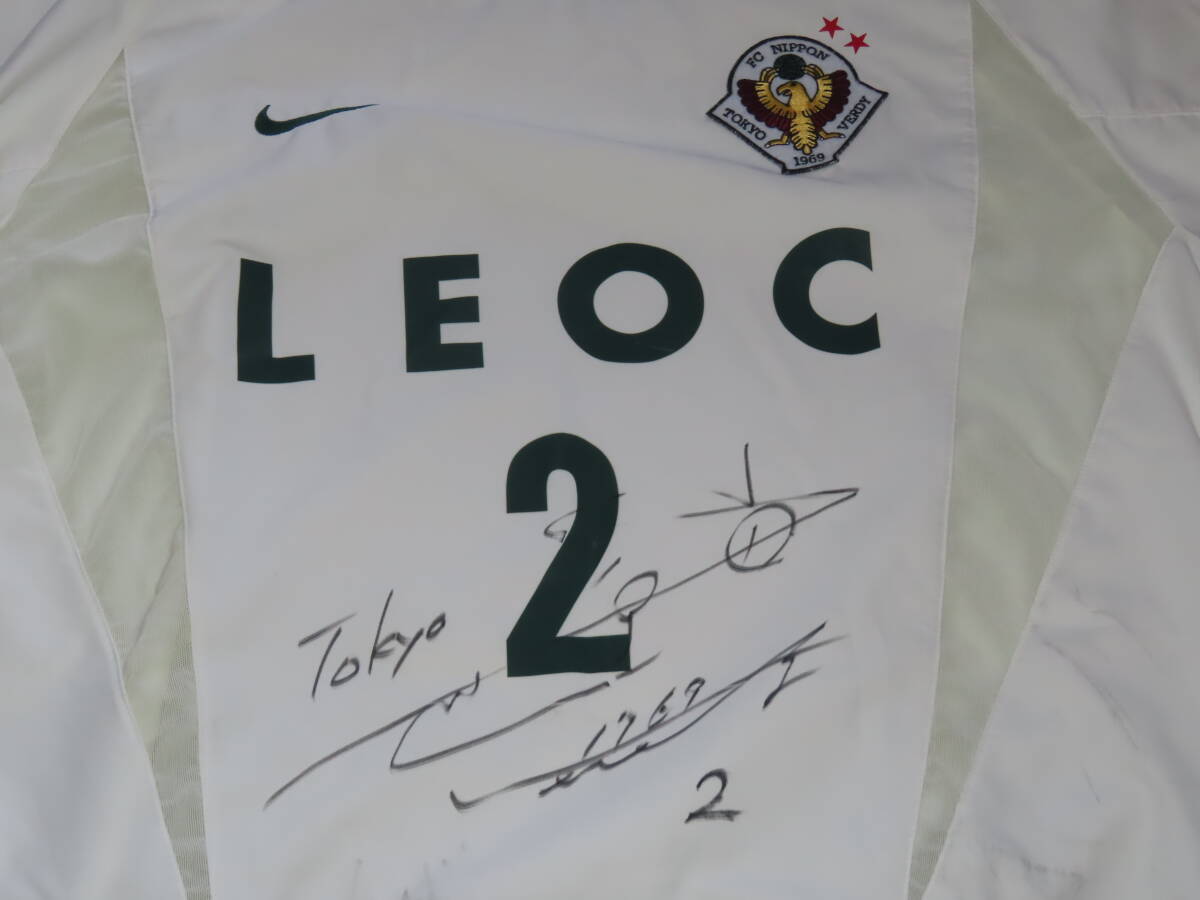 FC NIPPON
TOKYO VERDY
1969
LEOC
2
Tokyo
1969
2